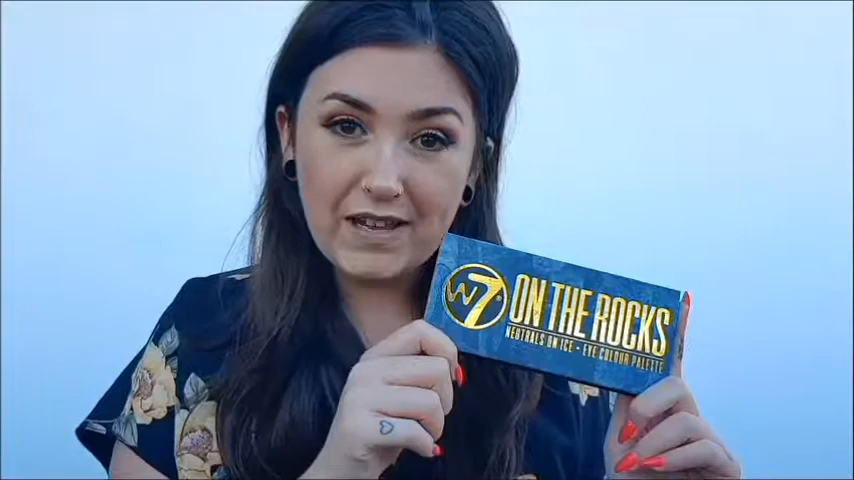 W7
ON THE ROCKS
NEUTRALS ON ICE - EYE COLOUR PALETTE